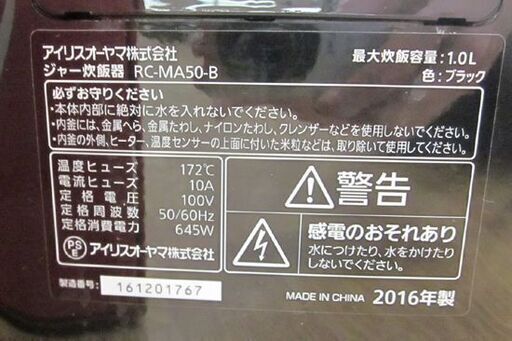 アイリスオーヤマ株式会社
ジャー炊飯器 RC-MA50-B
最大炊飯容量:1.0L
色:ブラック
必ずお守りください
・本体内部に絶対に水を入れないでください。
・内釜には、金属へら、金属たわし、ナイロンたわし、クレンザーなどを使用しないでください。
・内釜の外側、ヒーター、温度センサーの上面に付いた米粒などは、取り除いて使用してください。
温度ヒューズ 172℃
電流ヒューズ 10A
定格電圧 100V
定格周波数 50/60Hz
定格消費電力 645W
PSE アイリスオーヤマ株式会社
製造番号: 161201767
警告
感電のおそれあり
水につけたり、水をかけたり
しないでください。
MADE IN CHINA 2016年製